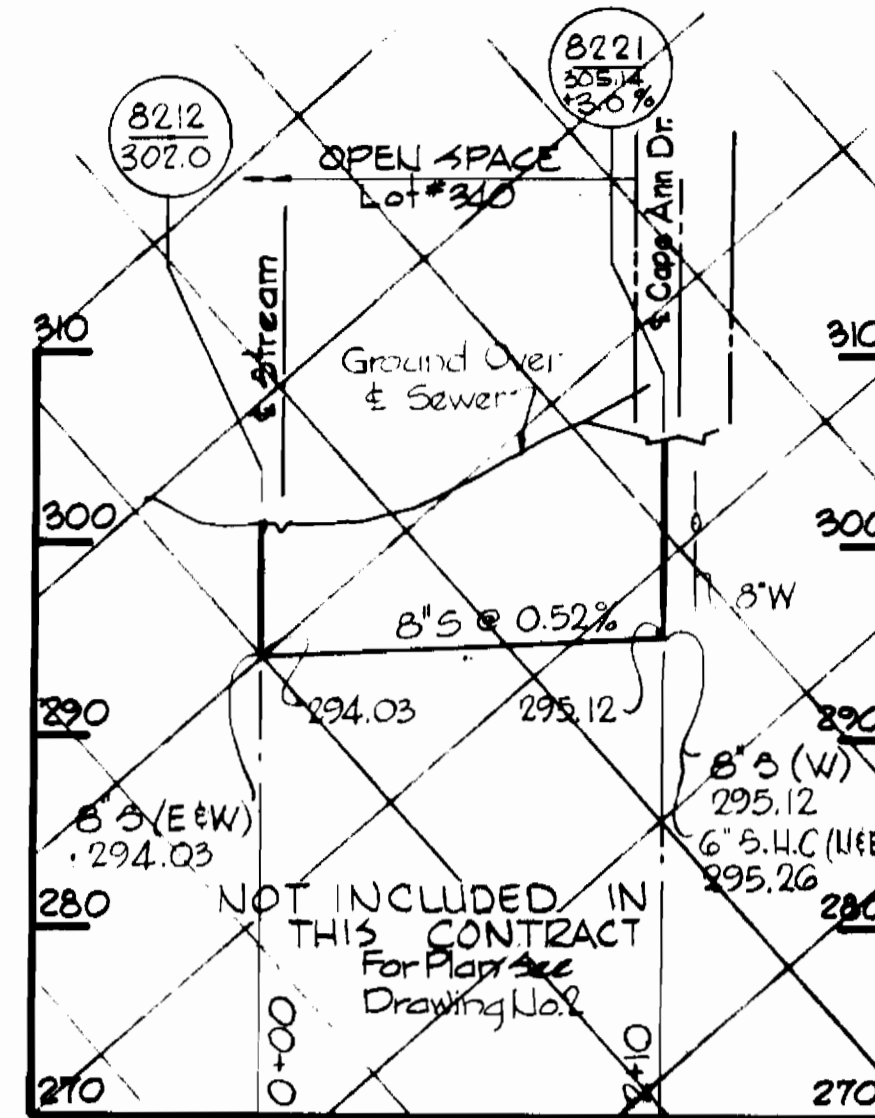 8212
302.0
8221
305.14
+3.0%
OPEN SPACE
Lot #340
℄ Stream
℄ Cape Ann Dr.
Ground Over
℄ Sewer
310
310
300
300
290
290
280
280
270
270
8"S @ 0.52%
8"W
294.03
295.12
8"S (E&W)
294.03
8"S (W)
295.12
6" S.H.C (N&E
295.26
NOT INCLUDED IN
THIS CONTRACT
For Plan See
Drawing No.2
0+00
2+10